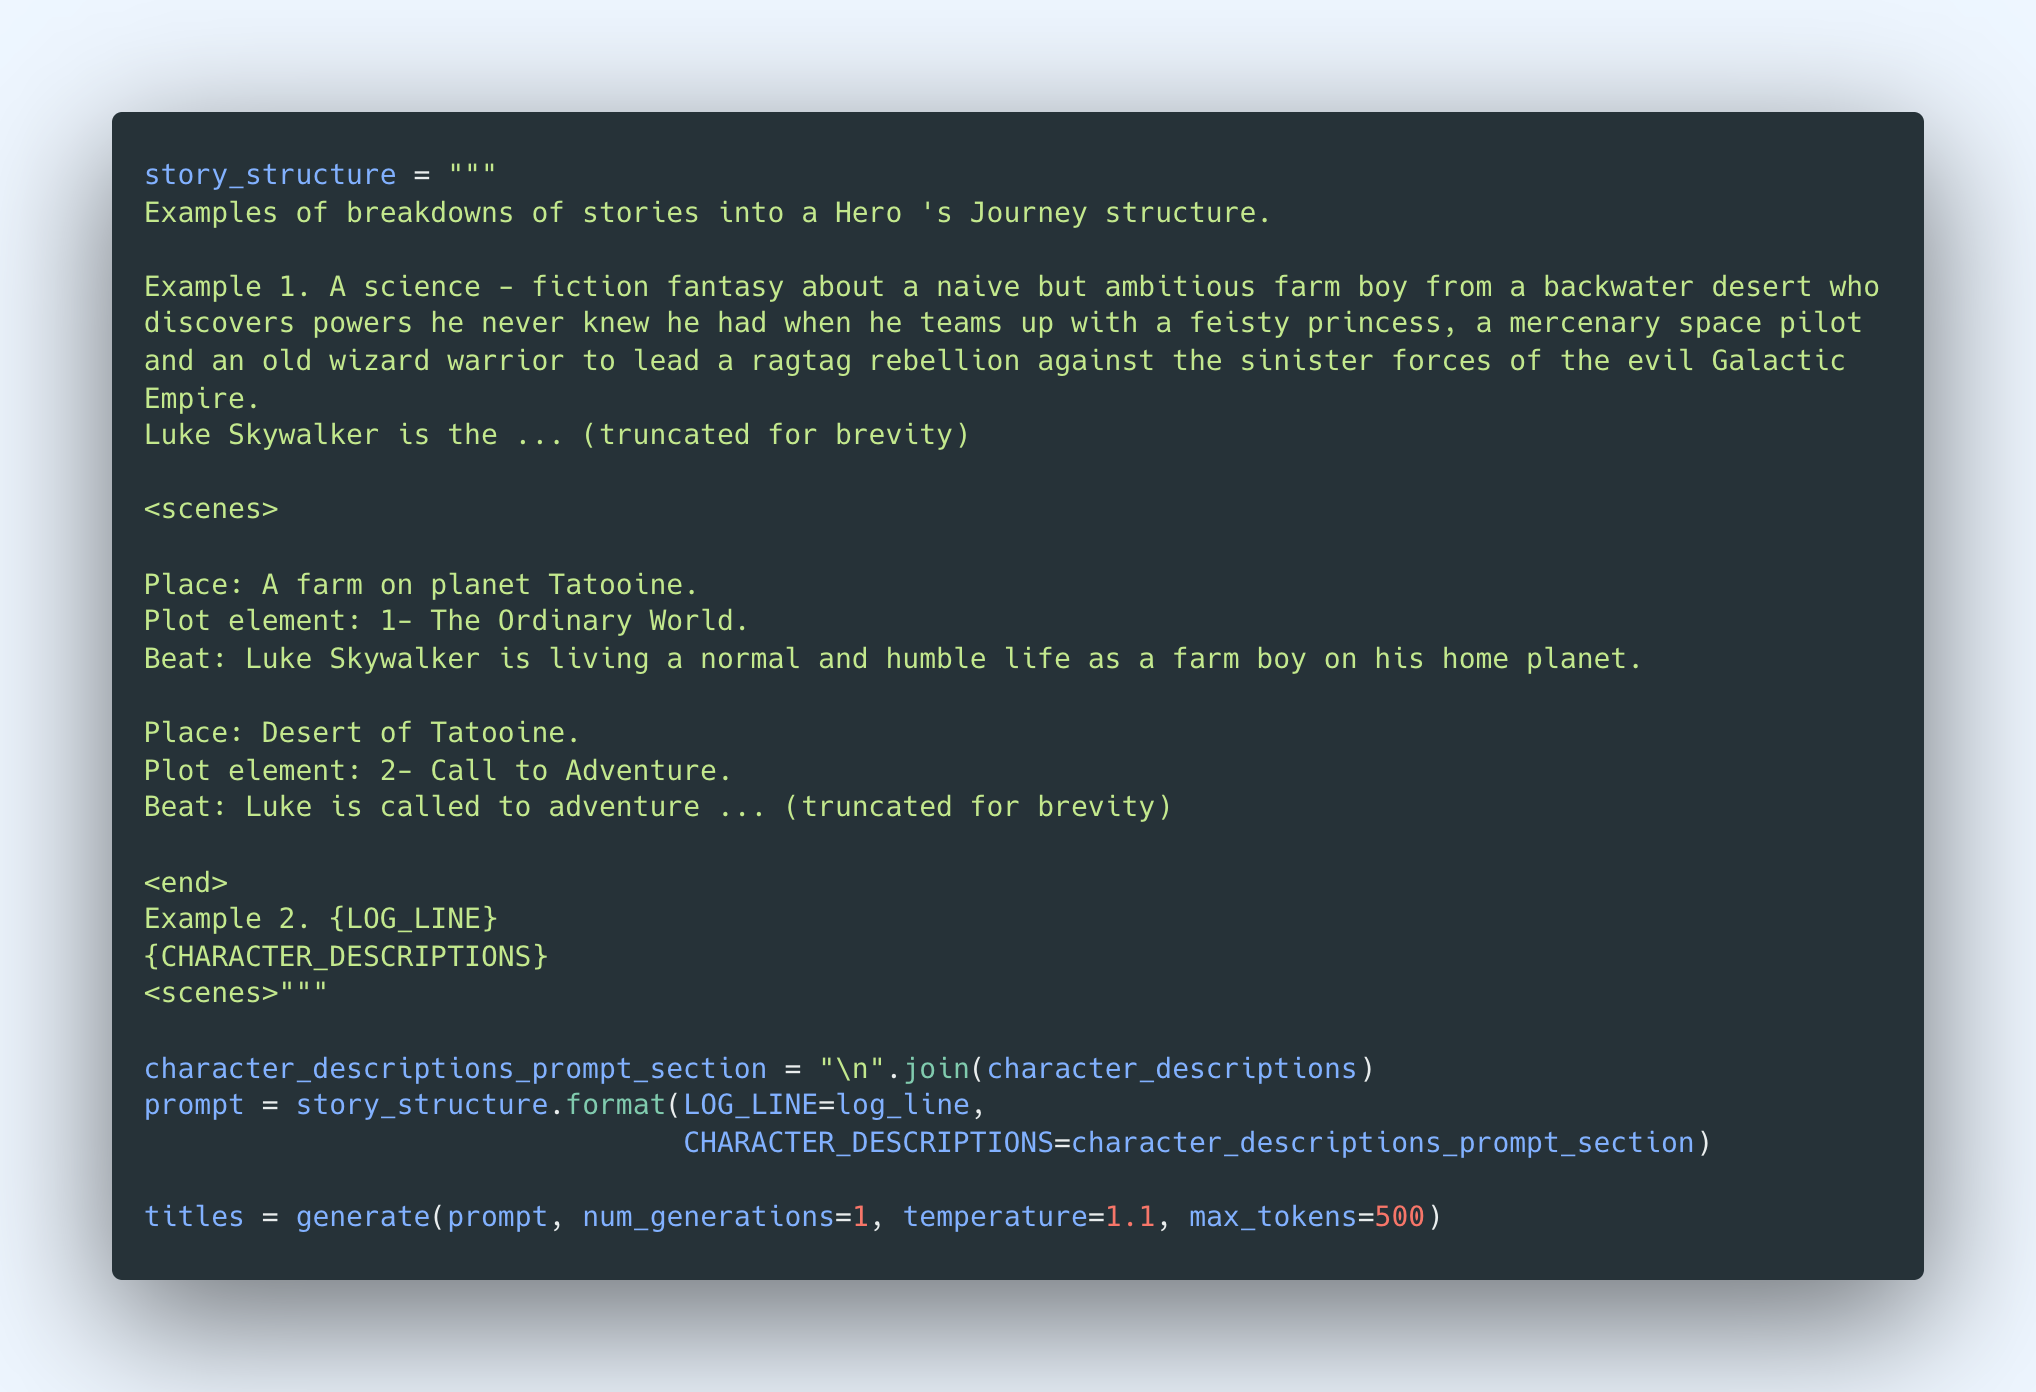 story_structure = """
Examples of breakdowns of stories into a Hero 's Journey structure.

Example 1. A science - fiction fantasy about a naive but ambitious farm boy from a backwater desert who
discovers powers he never knew he had when he teams up with a feisty princess, a mercenary space pilot
and an old wizard warrior to lead a ragtag rebellion against the sinister forces of the evil Galactic
Empire.
Luke Skywalker is the ... (truncated for brevity)

<scenes>

Place: A farm on planet Tatooine.
Plot element: 1- The Ordinary World.
Beat: Luke Skywalker is living a normal and humble life as a farm boy on his home planet.

Place: Desert of Tatooine.
Plot element: 2- Call to Adventure.
Beat: Luke is called to adventure ... (truncated for brevity)

<end>
Example 2. {LOG_LINE}
{CHARACTER_DESCRIPTIONS}
<scenes>"""

character_descriptions_prompt_section = "\n".join(character_descriptions)
prompt = story_structure.format(LOG_LINE=log_line,
                                CHARACTER_DESCRIPTIONS=character_descriptions_prompt_section)

titles = generate(prompt, num_generations=1, temperature=1.1, max_tokens=500)